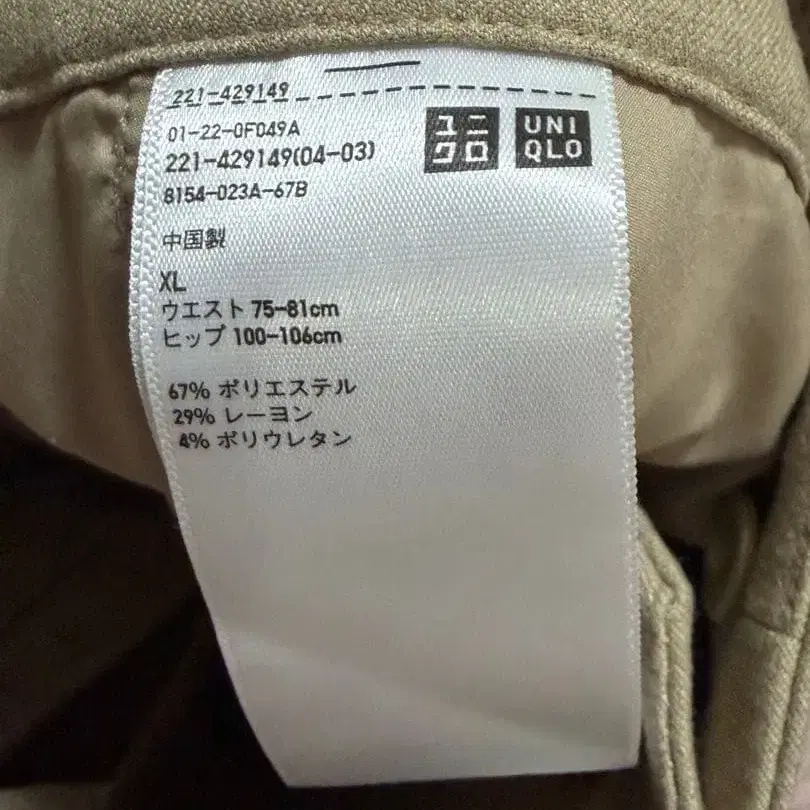 221-429149
01-22-0F049A
221-429149(04-03)
8154-023A-67B
ユニ
クロ
UNI
QLO
中国製
XL
ウエスト 75-81cm
ヒップ 100-106cm
67% ポリエステル
29% レーヨン
4% ポリウレタン